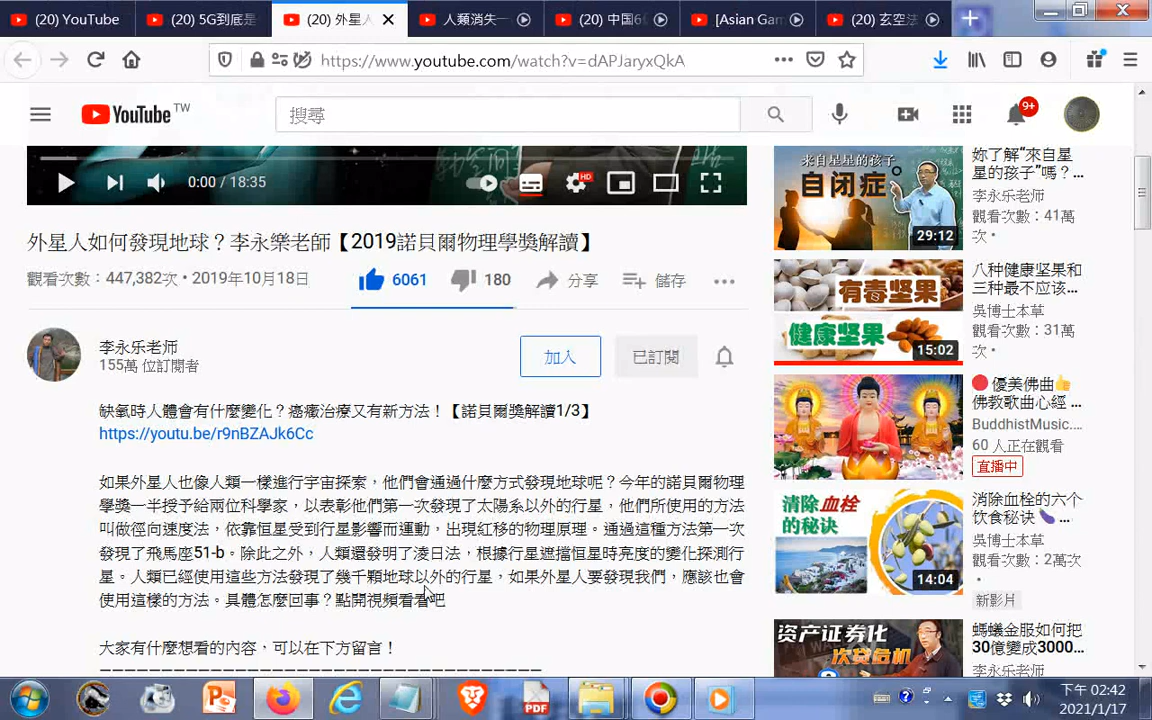 (20) YouTube
(20) 5G到底是
(20) 外星人
人類消失一
(20) 中国6
[Asian Gam
(20) 玄空法
https://www.youtube.com/watch?v=dAPJaryxQkA
YouTube TW
搜尋
9+
0:00 / 18:35
HD
外星人如何發現地球？李永樂老師【2019諾貝爾物理學獎解讀】
觀看次數：447,382次 • 2019年10月18日
6061
180
分享
儲存
李永乐老师
155萬 位訂閱者
加入
已訂閱
缺氧時人體會有什麼變化？癌癥治療又有新方法！【諾貝爾獎解讀1/3】
https://youtu.be/r9nBZAJk6Cc
如果外星人也像人類一樣進行宇宙探索，他們會通過什麼方式發現地球呢？今年的諾貝爾物理
學獎一半授予給兩位科學家，以表彰他們第一次發現了太陽系以外的行星，他們所使用的方法
叫做徑向速度法，依靠恒星受到行星影響而運動，出現紅移的物理原理。通過這種方法第一次
發現了飛馬座51-b。除此之外，人類還發明了淩日法，根據行星遮擋恒星時亮度的變化探測行
星。人類已經使用這些方法發現了幾千顆地球以外的行星，如果外星人要發現我們，應該也會
使用這樣的方法。具體怎麼回事？點開視頻看看吧
大家有什麼想看的內容，可以在下方留言！
来自星星的孩子
自闭症
29:12
妳了解“來自星
星的孩子”嗎？...
李永乐老师
觀看次數：41萬
次 •
有毒坚果
健康坚果
15:02
八种健康坚果和
三种最不应该...
吳博士本草
觀看次數：31萬
次 •
優美佛曲
佛教歌曲心經 ...
BuddhistMusic....
60 人正在觀看
直播中
清除血栓
的秘诀
14:04
消除血栓的六个
饮食秘诀 ...
吳博士本草
觀看次數：2萬次
•
新影片
资产证券化
次贷危机
螞蟻金服如何把
30億變成3000...
李永乐老师
PDF
下午 02:42
2021/1/17